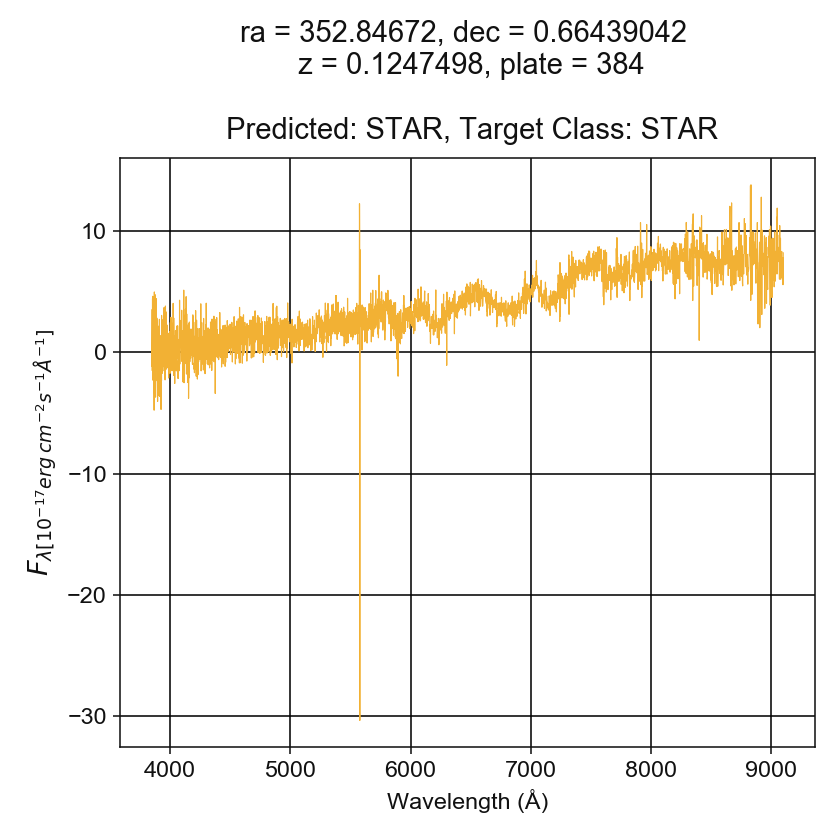 ra = 352.84672, dec = 0.66439042
z = 0.1247498, plate = 384
Predicted: STAR, Target Class: STAR
10
0
−10
−20
−30
F_{λ[10^{−17}erg cm^{−2}s^{−1}Å^{−1}]}
4000 5000 6000 7000 8000 9000
Wavelength (Å)